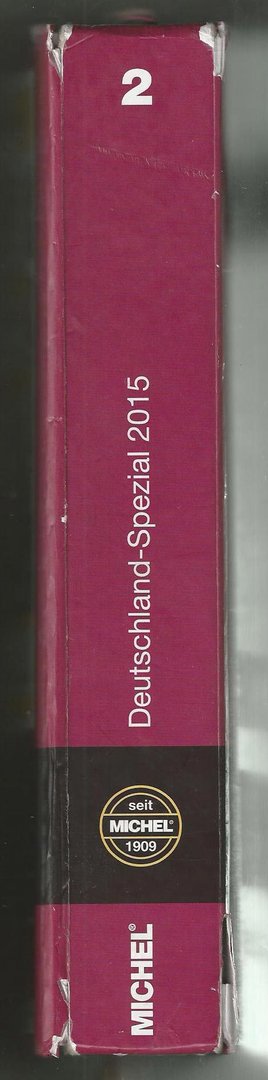 2
Deutschland-Spezial 2015
seit
MICHEL®
1909
MICHEL®